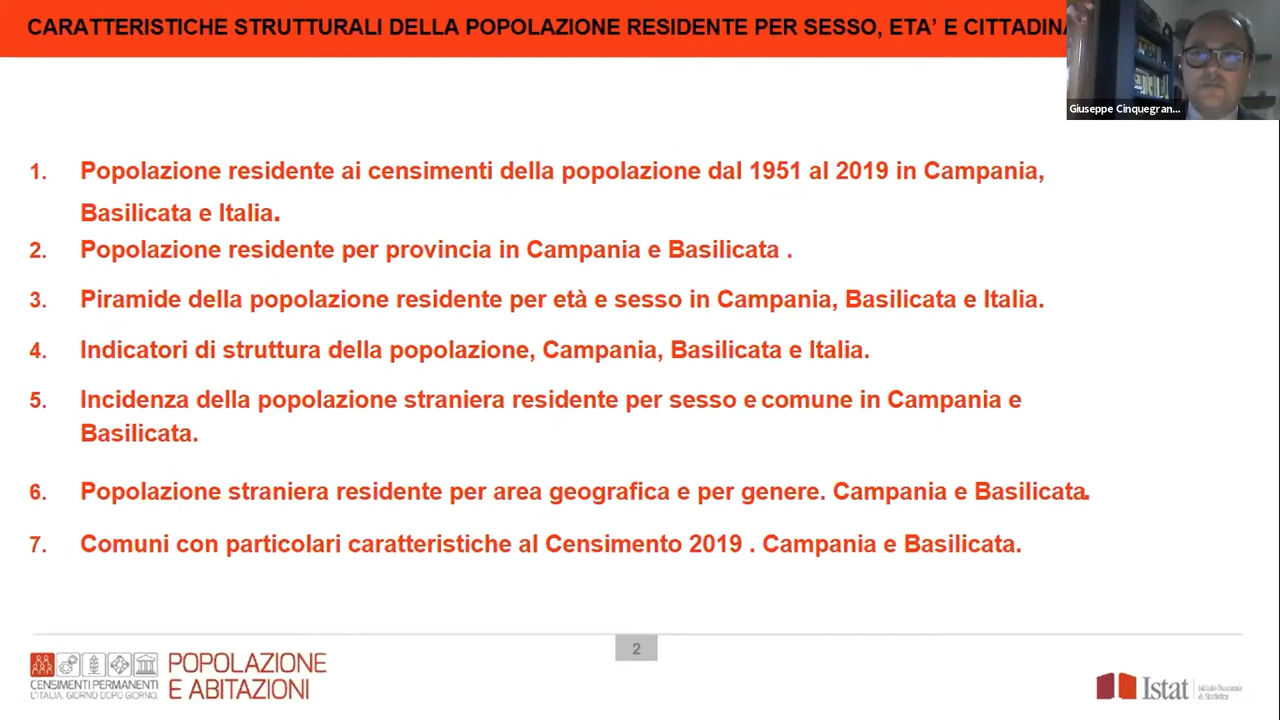 CARATTERISTICHE STRUTTURALI DELLA POPOLAZIONE RESIDENTE PER SESSO, ETA’ E CITTADINA
Giuseppe Cinquegran...
1. Popolazione residente ai censimenti della popolazione dal 1951 al 2019 in Campania,
Basilicata e Italia.
2. Popolazione residente per provincia in Campania e Basilicata .
3. Piramide della popolazione residente per età e sesso in Campania, Basilicata e Italia.
4. Indicatori di struttura della popolazione, Campania, Basilicata e Italia.
5. Incidenza della popolazione straniera residente per sesso e comune in Campania e
Basilicata.
6. Popolazione straniera residente per area geografica e per genere. Campania e Basilicata.
7. Comuni con particolari caratteristiche al Censimento 2019 . Campania e Basilicata.
2
CENSIMENTI PERMANENTI
L'ITALIA, GIORNO DOPO GIORNO.
POPOLAZIONE
E ABITAZIONI
Istat
Istituto Nazionale
di Statistica